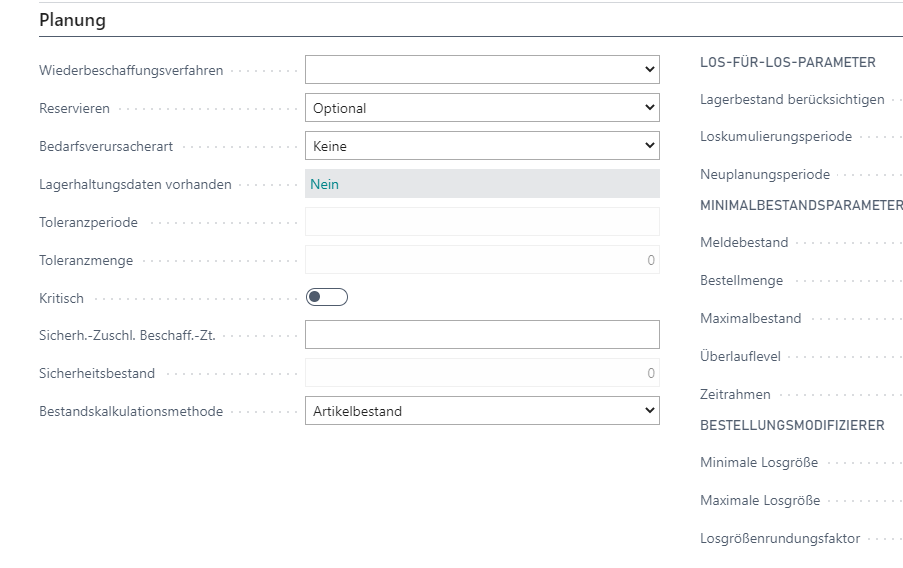 Planung
Wiederbeschaffungsverfahren
Reservieren Optional
Bedarfsverursacherart Keine
Lagerhaltungsdaten vorhanden Nein
Toleranzperiode
Toleranzmenge 0
Kritisch
Sicherh.-Zuschl. Beschaff.-Zt.
Sicherheitsbestand 0
Bestandskalkulationsmethode Artikelbestand
LOS-FÜR-LOS-PARAMETER
Lagerbestand berücksichtigen
Loskumulierungsperiode
Neuplanungsperiode
MINIMALBESTANDSPARAMETER
Meldebestand
Bestellmenge
Maximalbestand
Überlauflevel
Zeitrahmen
BESTELLUNGSMODIFIZIERER
Minimale Losgröße
Maximale Losgröße
Losgrößenrundungsfaktor